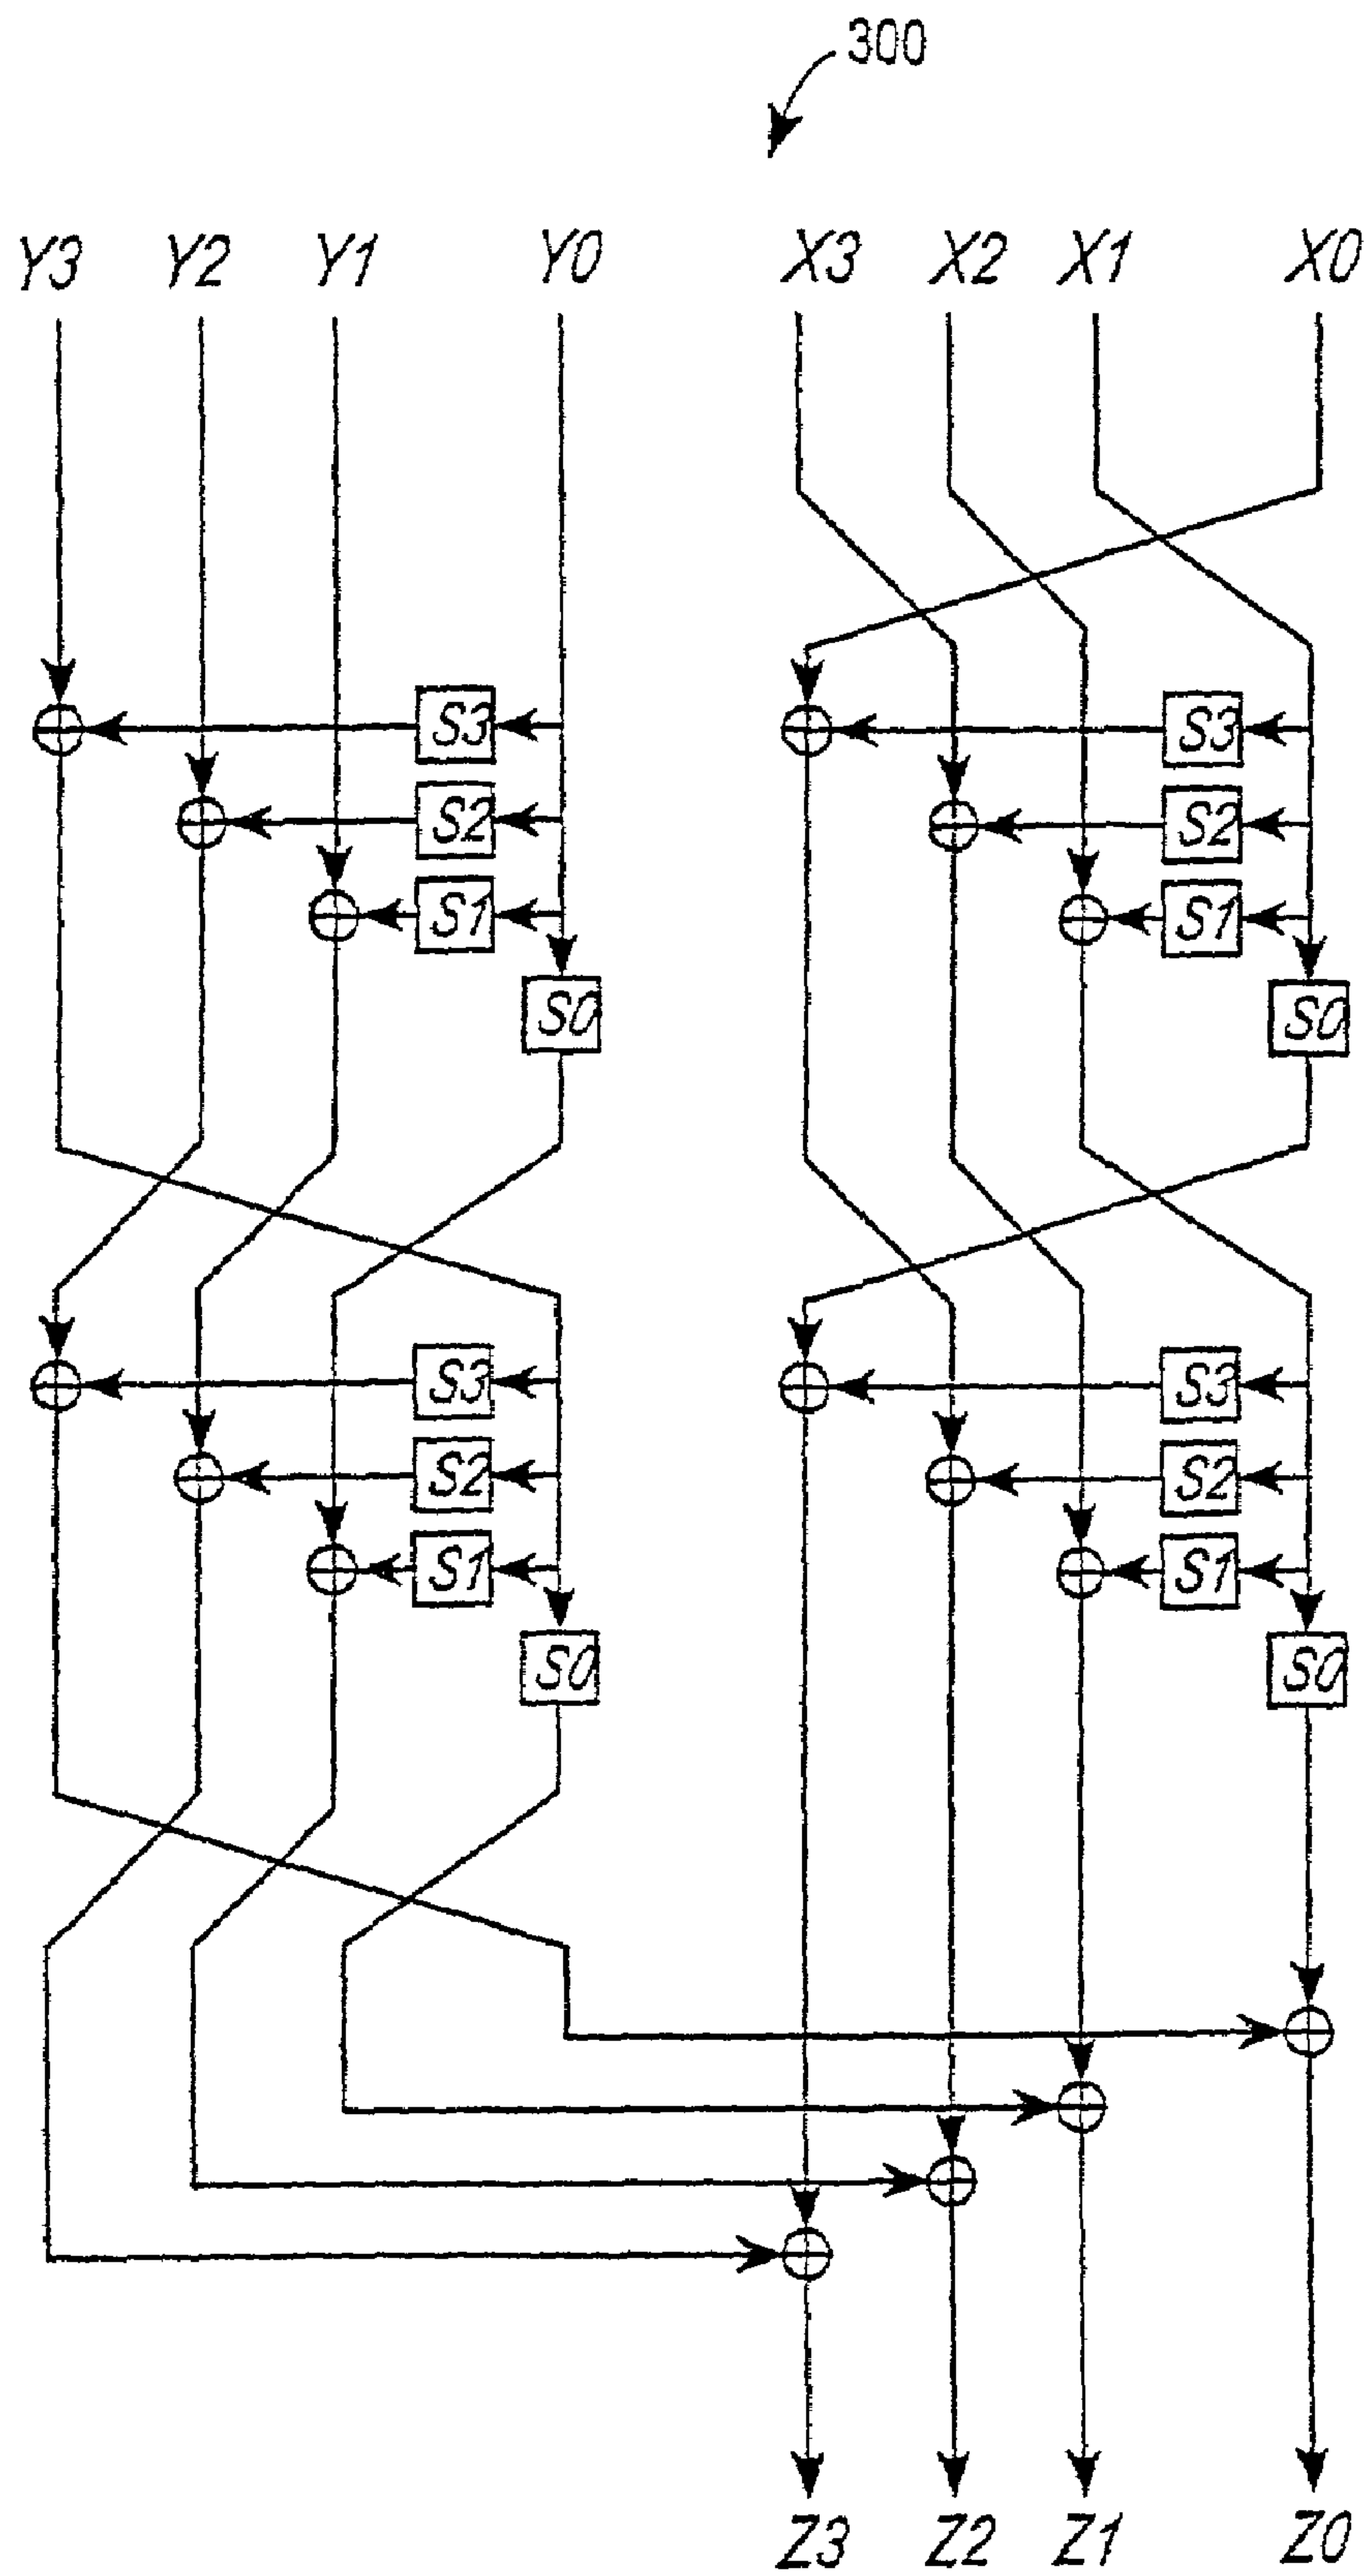 300
Y3 Y2 Y1 Y0 X3 X2 X1 X0
S3 S3
S2 S2
S1 S1
S0 S0
S3 S3
S2 S2
S1 S1
S0 S0
Z3 Z2 Z1 Z0